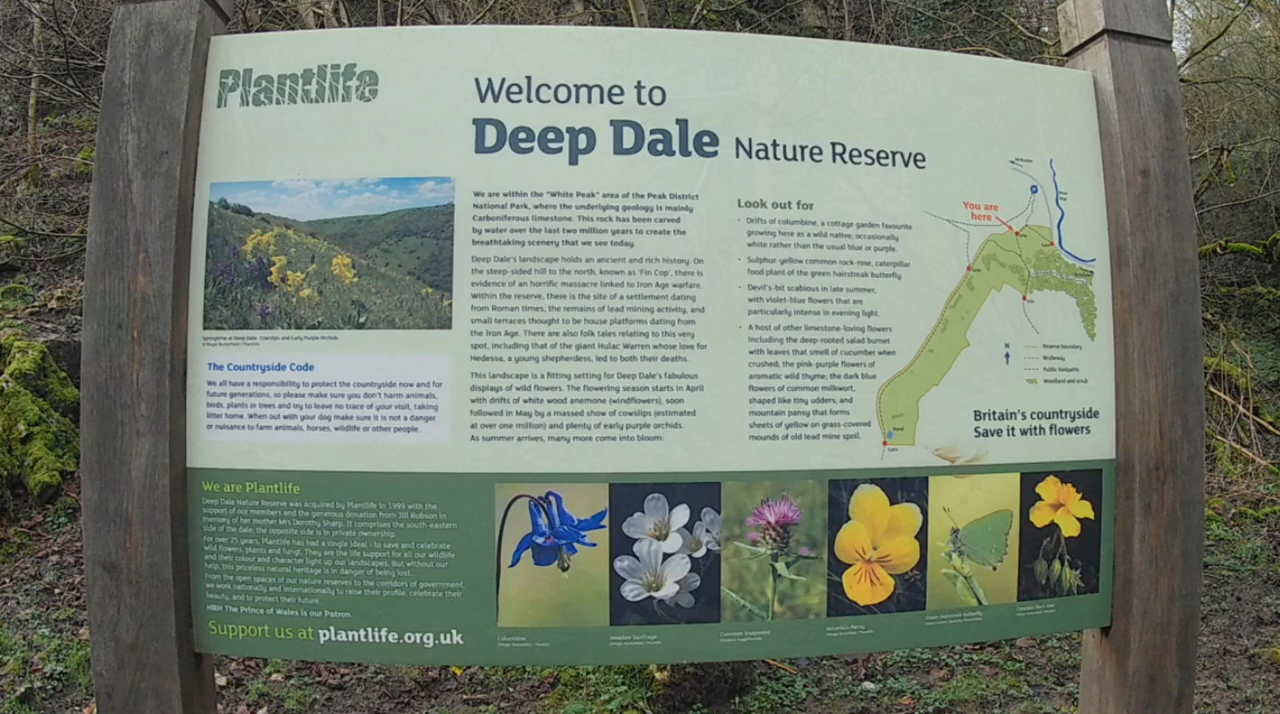 Plantlife
Welcome to
Deep Dale Nature Reserve
Springtime at Deep Dale. Cowslips and Early Purple Orchids
The Countryside Code
We all have a responsibility to protect the countryside now and for
future generations, so please make sure you don't harm animals,
birds, plants or trees and try to leave no trace of your visit, taking
litter home. When out with your dog make sure it is not a danger
or nuisance to farm animals, horses, wildlife or other people.
We are within the "White Peak" area of the Peak District
National Park, where the underlying geology is mainly
Carboniferous limestone. This rock has been carved
by water over the last two million years to create the
breathtaking scenery that we see today.
Deep Dale's landscape holds an ancient and rich history. On
the steep-sided hill to the north, known as 'Fin Cop', there is
evidence of an horrific massacre linked to Iron Age warfare.
Within the reserve, there is the site of a settlement dating
from Roman times, the remains of lead mining activity, and
small terraces thought to be house platforms dating from
the Iron Age. There are also folk tales relating to this very
spot, including that of the giant Hulac Warren whose love for
Hedessa, a young shepherdess, led to both their deaths.
This landscape is a fitting setting for Deep Dale's fabulous
displays of wild flowers. The flowering season starts in April
with drifts of white wood anemone (windflowers), soon
followed in May by a massed show of cowslips (estimated
at over one million) and plenty of early purple orchids.
As summer arrives, many more come into bloom:
Look out for
· Drifts of columbine, a cottage garden favourite
growing here as a wild native; occasionally
white rather than the usual blue or purple.
· Sulphur-yellow common rock-rose, caterpillar
food plant of the green hairstreak butterfly.
· Devil's-bit scabious in late summer,
with violet-blue flowers that are
particularly intense in evening light.
· A host of other limestone-loving flowers
including the deep-rooted salad burnet
with leaves that smell of cucumber when
crushed; the pink-purple flowers of
aromatic wild thyme; the dark blue
flowers of common milkwort,
shaped like tiny udders; and
mountain pansy that forms
sheets of yellow on grass-covered
mounds of old lead mine spoil.
You are
here
N
Reserve boundary
Bridleway
Public footpaths
Woodland and scrub
Pond
Gate
Britain's countryside
Save it with flowers
We are Plantlife
Deep Dale Nature Reserve was acquired by Plantlife in 1999 with the
support of our members and the generous donation from Jill Robson in
memory of her mother Mrs Dorothy Sharp. It comprises the south-eastern
side of the dale; the opposite side is in private ownership.
For over 25 years, Plantlife has had a single ideal - to save and celebrate
wild flowers, plants and fungi. They are the life support for all our wildlife
and their colour and character light up our landscapes. But without our
help, this priceless natural heritage is in danger of being lost.
From the open spaces of our nature reserves to the corridors of government,
we work nationally and internationally to raise their profile, celebrate their
beauty, and to protect their future.
HRH The Prince of Wales is our Patron.
Support us at plantlife.org.uk
Columbine
Meadow Saxifrage
Common Knapweed
Mountain Pansy
Green Hairstreak Butterfly
Common Rock-rose